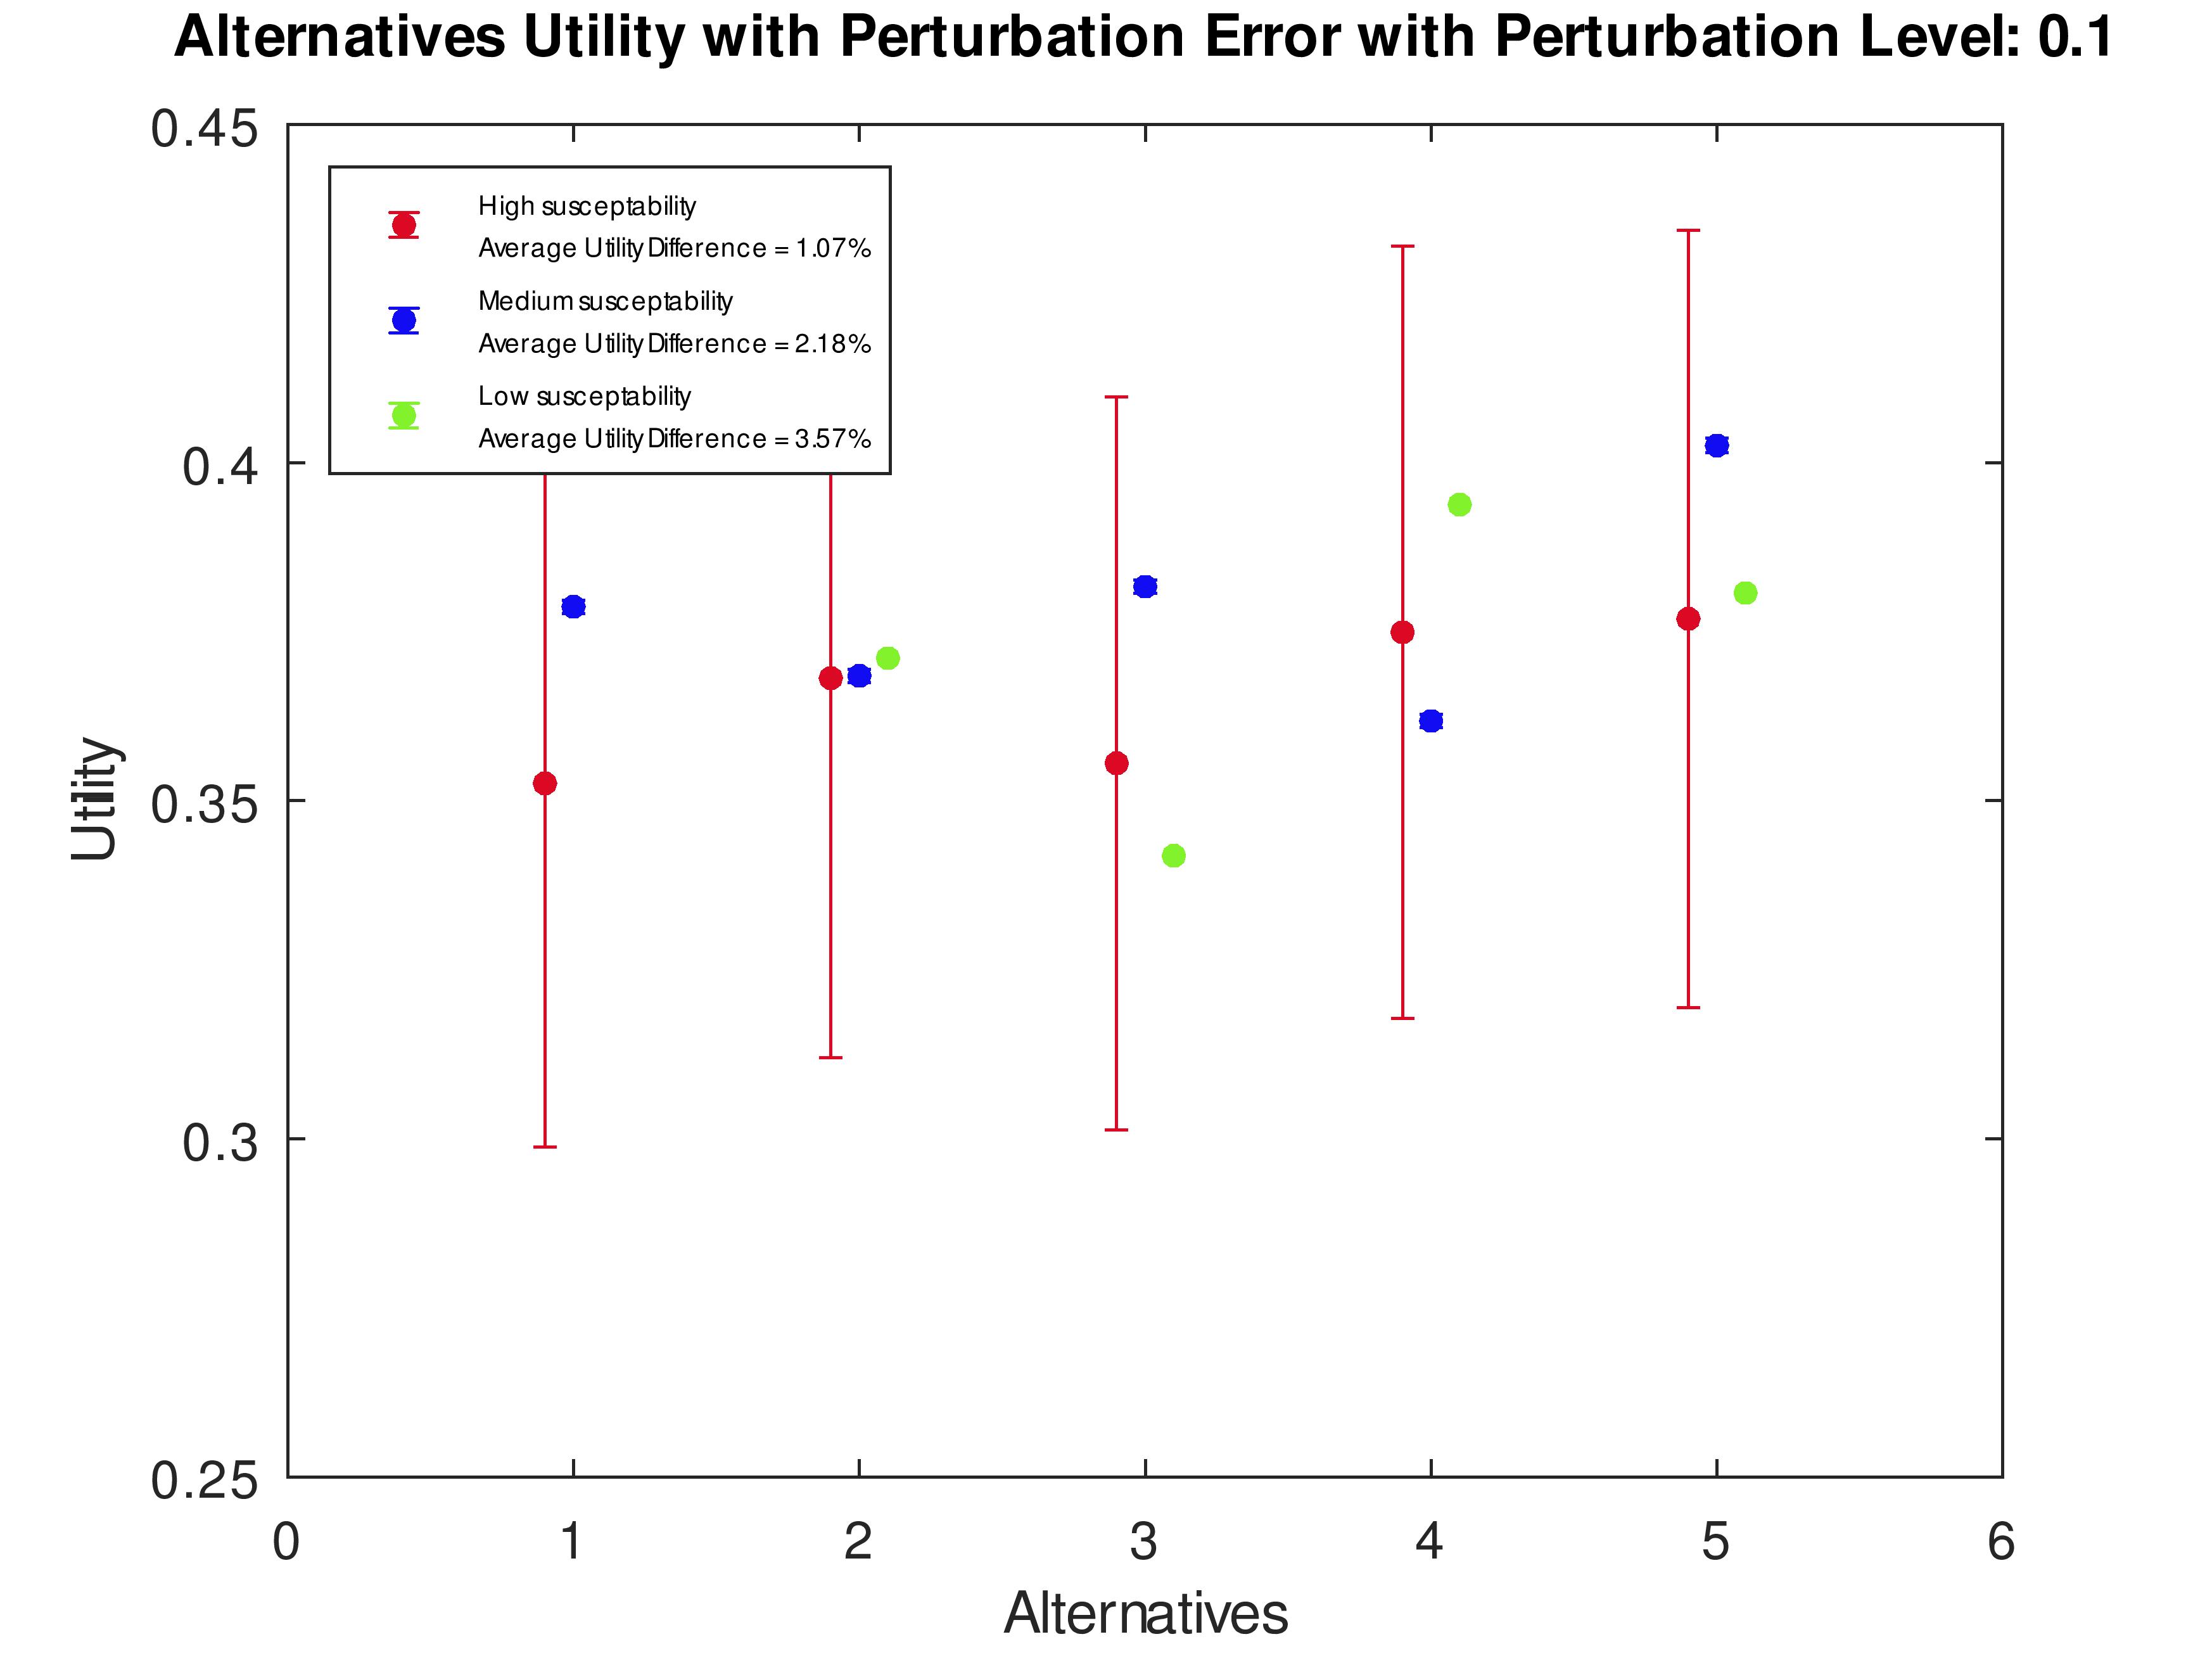 Alternatives Utility with Perturbation Error with Perturbation Level: 0.1
0.45
0.4
0.35
0.3
0.25
Utility
High susceptability
Average Utility Difference = 1.07%
Medium susceptability
Average Utility Difference = 2.18%
Low susceptability
Average Utility Difference = 3.57%
0 1 2 3 4 5 6
Alternatives